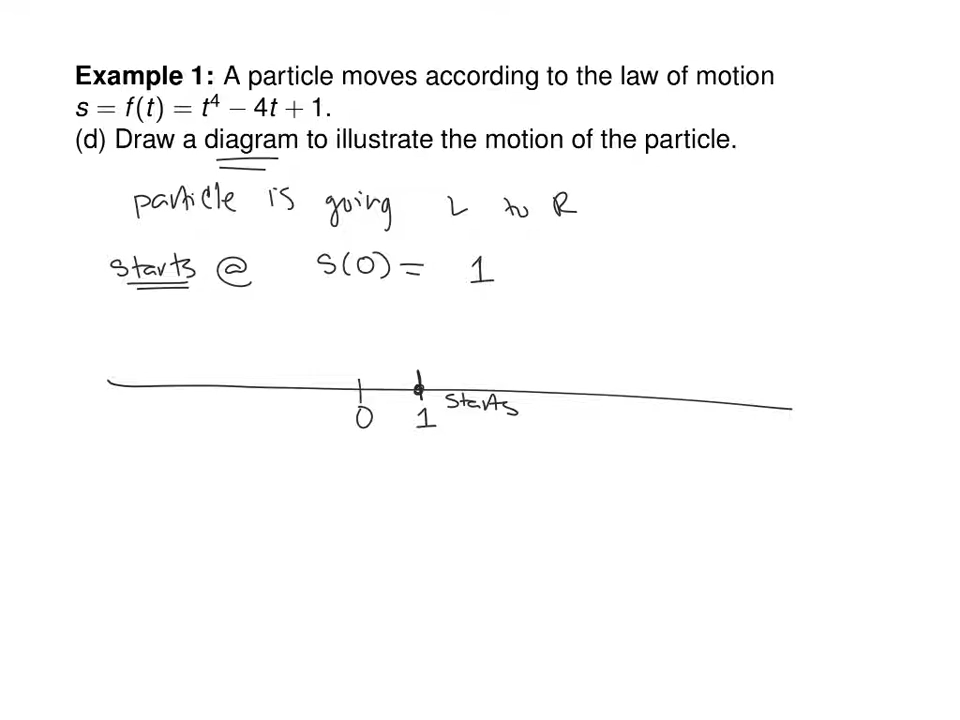 Example 1: A particle moves according to the law of motion
s = f(t) = t⁴ − 4t + 1.
(d) Draw a diagram to illustrate the motion of the particle.
particle is going L to R
starts @ s(0) = 1
starts
0 1